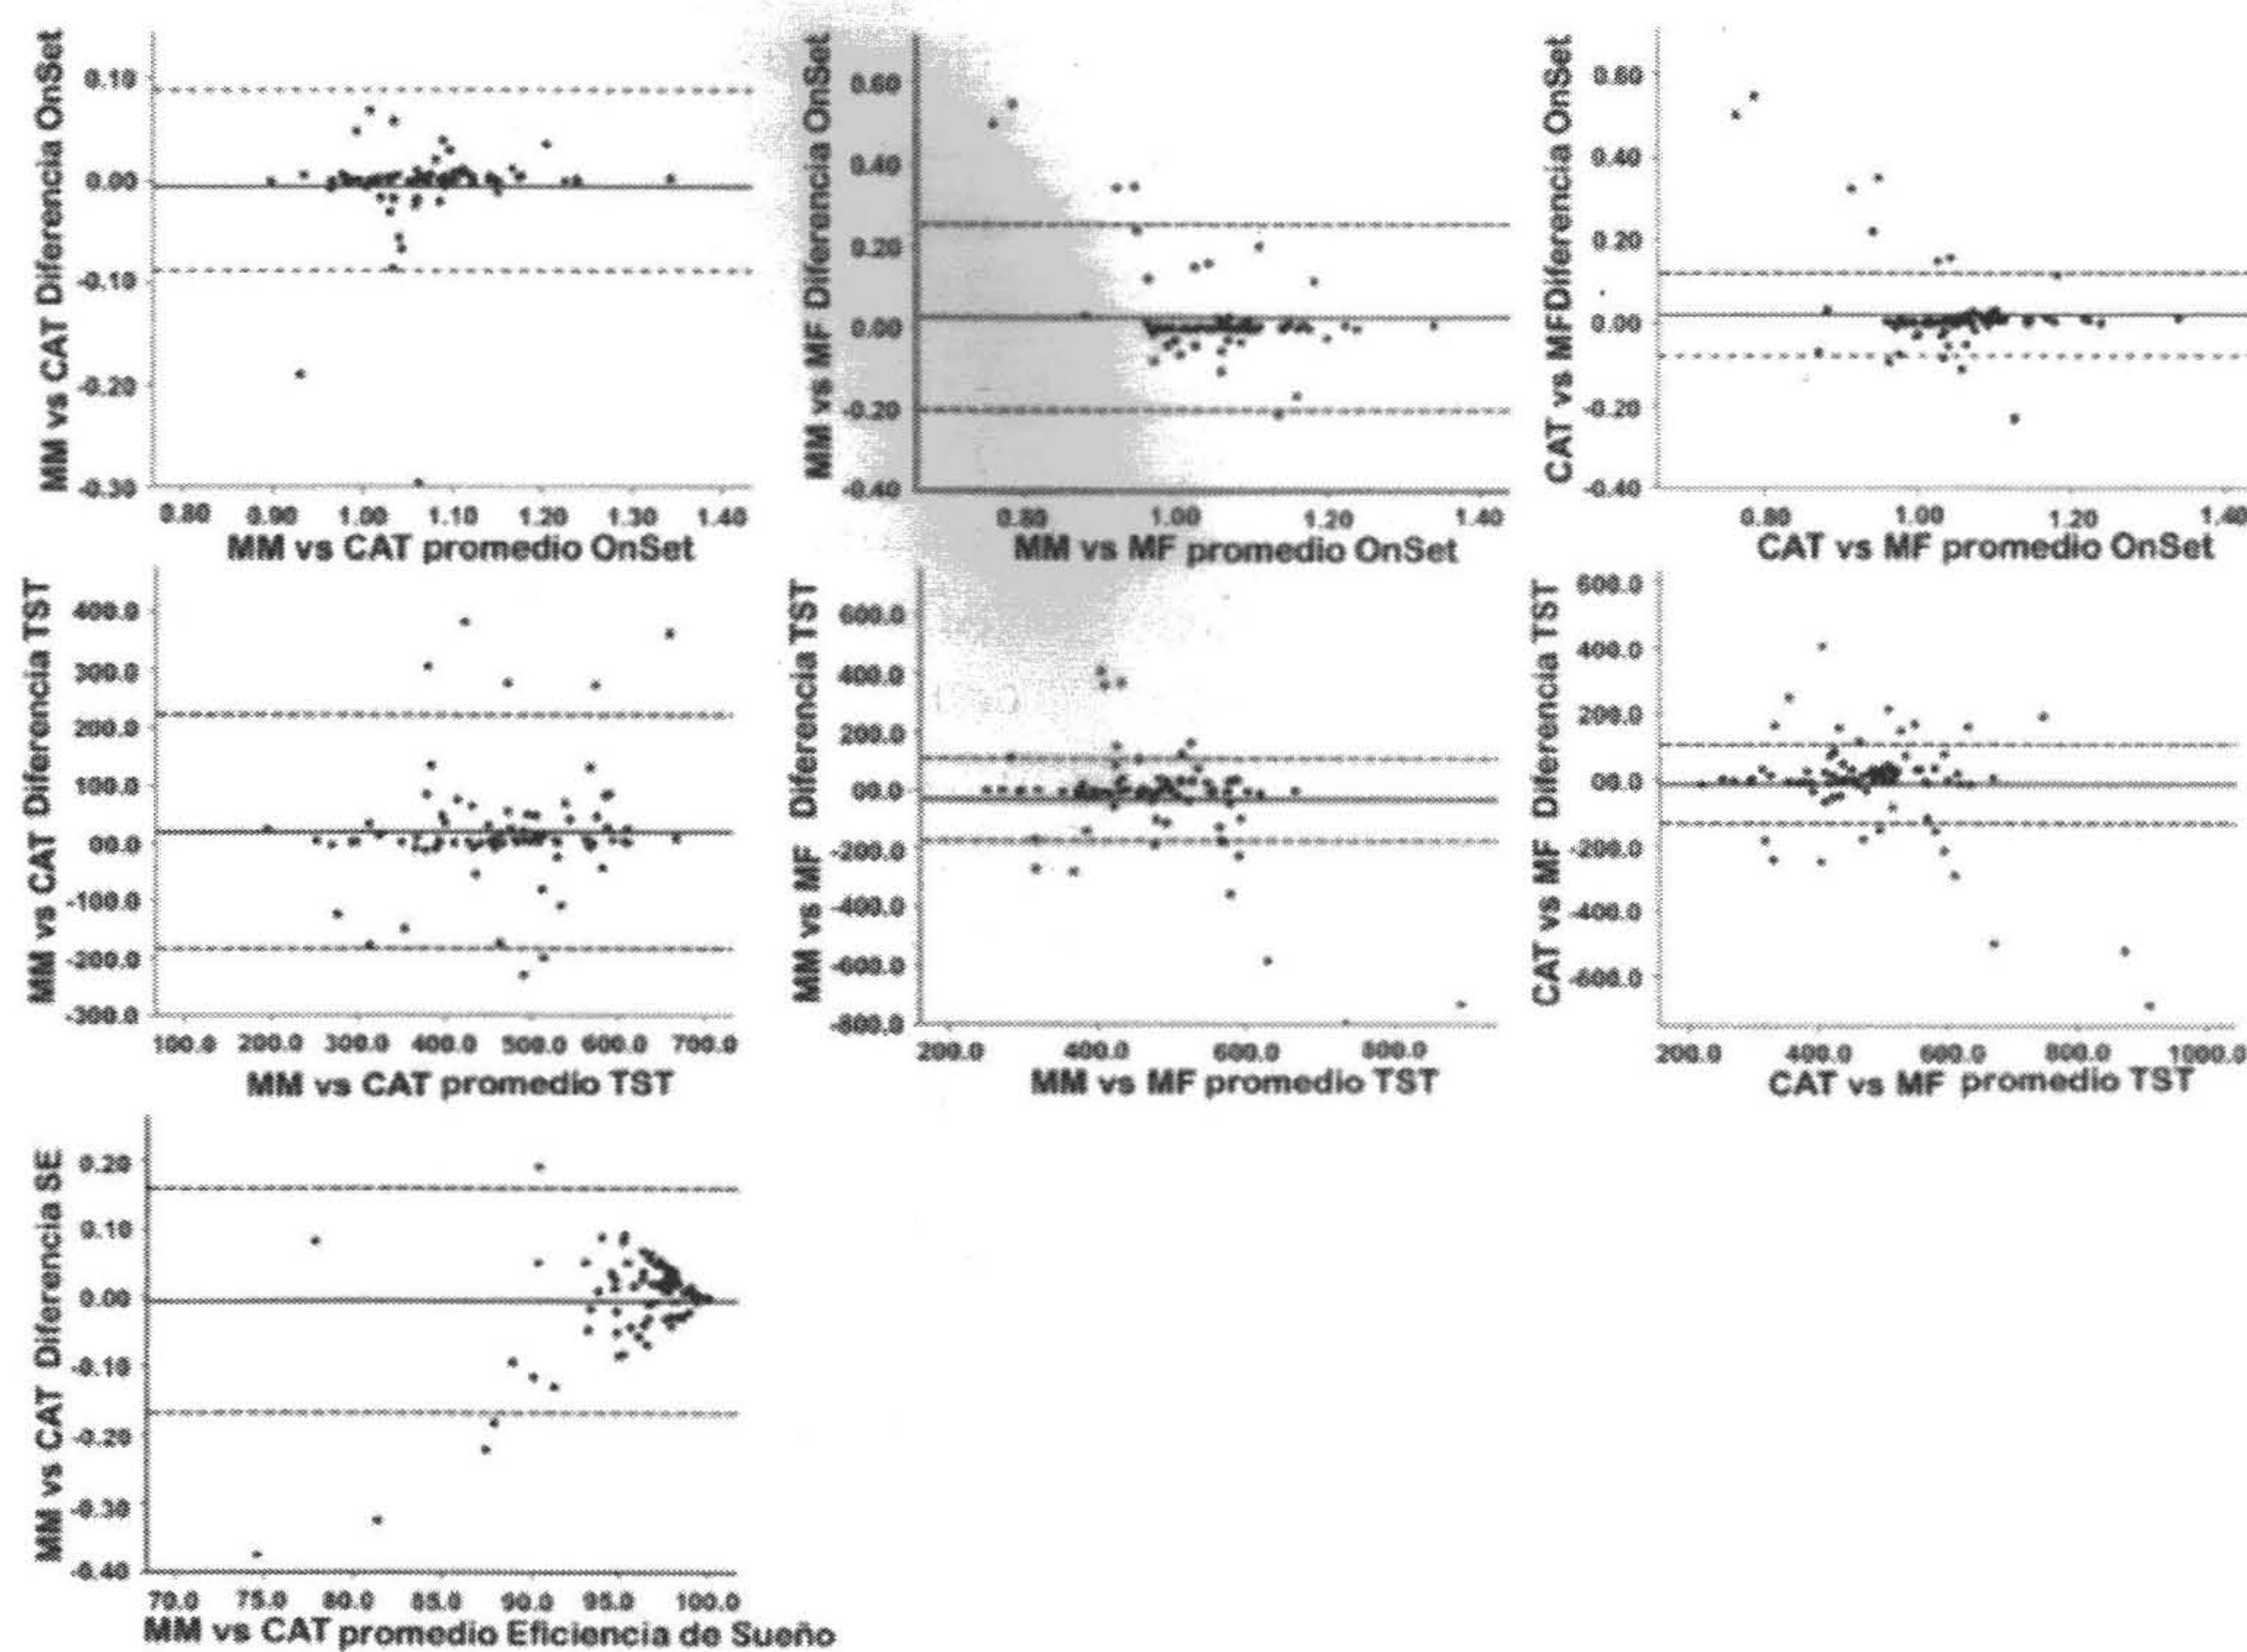 MM vs CAT Diferencia OnSet
0.10
0.00
-0.10
-0.20
-0.30
0.80 0.90 1.00 1.10 1.20 1.30 1.40
MM vs CAT promedio OnSet
MM vs MF Diferencia OnSet
0.60
0.40
0.20
0.00
-0.20
-0.40
0.80 1.00 1.20 1.40
MM vs MF promedio OnSet
CAT vs MFDiferencia OnSet
0.60
0.40
0.20
0.00
-0.20
-0.40
0.80 1.00 1.20 1.40
CAT vs MF promedio OnSet
MM vs CAT Diferencia TST
400.0
300.0
200.0
100.0
00.0
-100.0
-200.0
-300.0
100.0 200.0 300.0 400.0 500.0 600.0 700.0
MM vs CAT promedio TST
MM vs MF Diferencia TST
600.0
400.0
200.0
00.0
-200.0
-400.0
-600.0
-800.0
200.0 400.0 600.0 800.0
MM vs MF promedio TST
CAT vs MF Diferencia TST
600.0
400.0
200.0
00.0
-200.0
-400.0
-600.0
200.0 400.0 600.0 800.0 1000.0
CAT vs MF promedio TST
MM vs CAT Diferencia SE
0.20
0.10
0.00
-0.10
-0.20
-0.30
-0.40
70.0 75.0 80.0 85.0 90.0 95.0 100.0
MM vs CAT promedio Eficiencia de Sueño